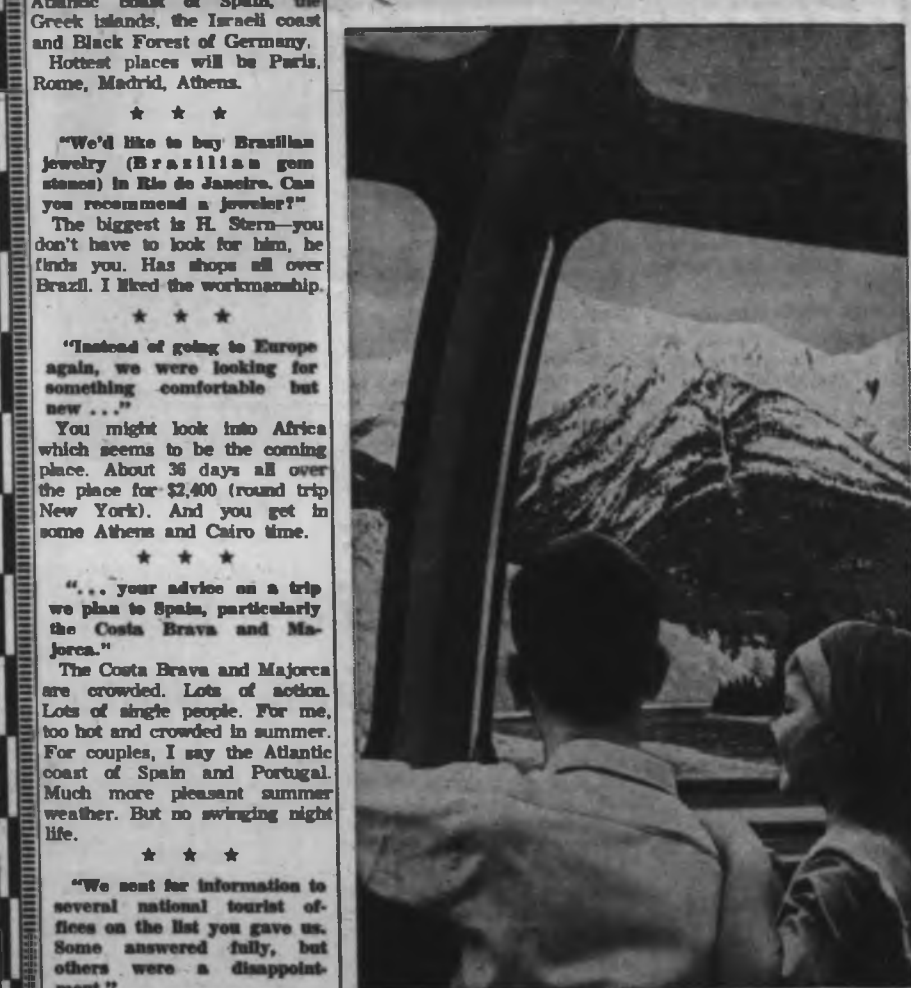 Atlantic coast of Spain, the
Greek islands, the Israeli coast
and Black Forest of Germany.
Hottest places will be Paris,
Rome, Madrid, Athens.
★ ★ ★
"We'd like to buy Brazilian
jewelry (Brazilian gem
stones) in Rio de Janeiro. Can
you recommend a jeweler?"
The biggest is H. Stern—you
don't have to look for him, he
finds you. Has shops all over
Brazil. I liked the workmanship.
★ ★ ★
"Instead of going to Europe
again, we were looking for
something comfortable but
new ..."
You might look into Africa
which seems to be the coming
place. About 36 days all over
the place for $2,400 (round trip
New York). And you get in
some Athens and Cairo time.
★ ★ ★
"... your advice on a trip
we plan to Spain, particularly
the Costa Brava and Ma-
jorca."
The Costa Brava and Majorca
are crowded. Lots of action.
Lots of single people. For me,
too hot and crowded in summer.
For couples, I say the Atlantic
coast of Spain and Portugal.
Much more pleasant summer
weather. But no swinging night
life.
★ ★ ★
"We sent for information to
several national tourist of-
fices on the list you gave us.
Some answered fully, but
others were a disappoint-
ment."